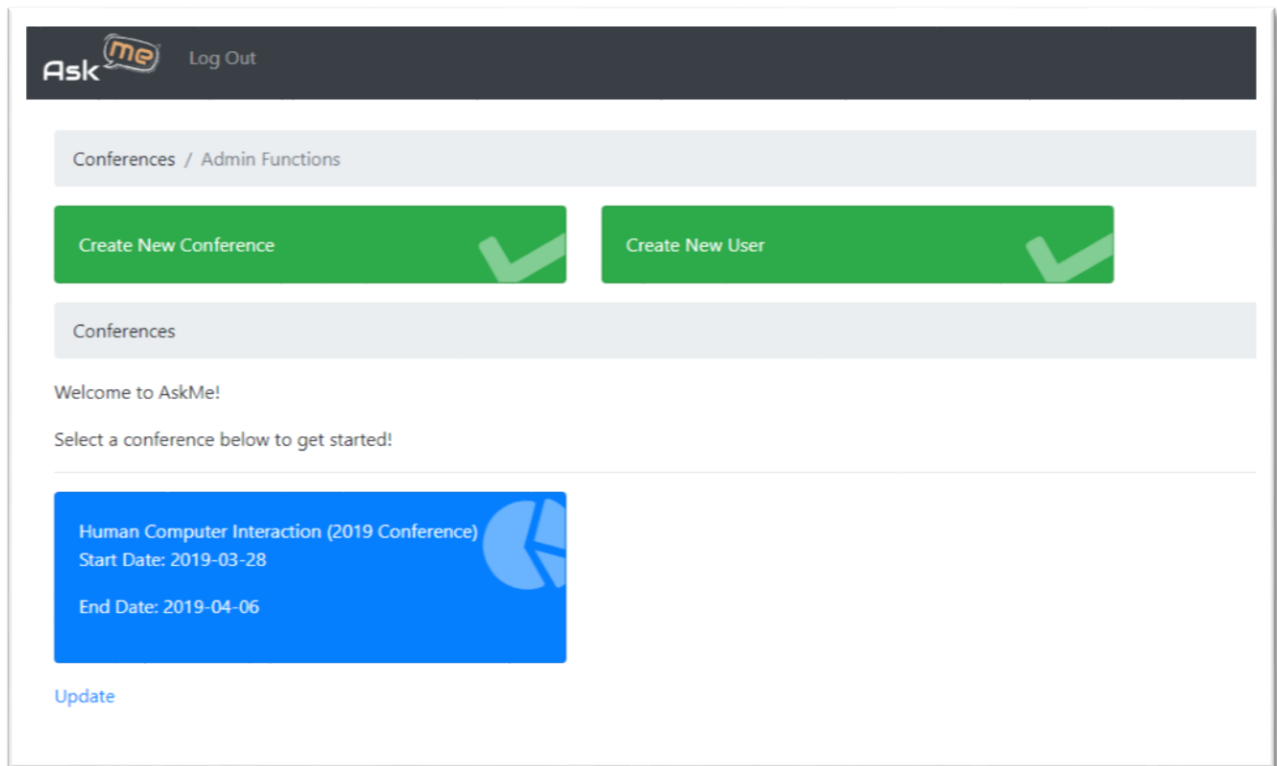 Ask me Log Out
Conferences / Admin Functions
Create New Conference Create New User
Conferences
Welcome to AskMe!
Select a conference below to get started!
Human Computer Interaction (2019 Conference)
Start Date: 2019-03-28
End Date: 2019-04-06
Update